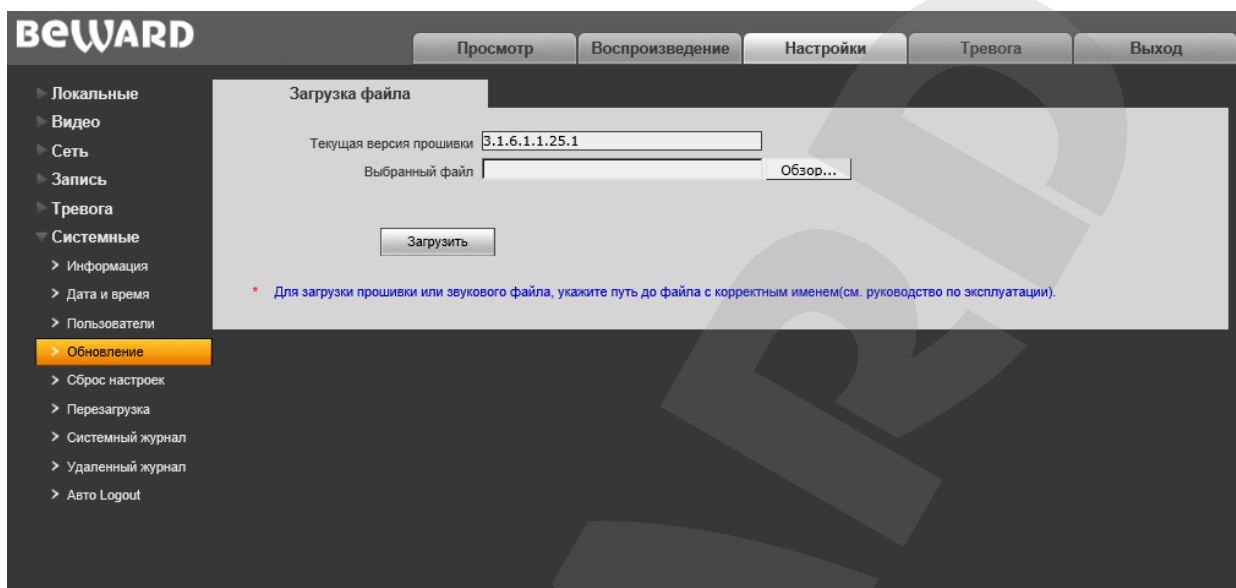 BEWARD
Просмотр
Воспроизведение
Настройки
Тревога
Выход
Локальные
Видео
Сеть
Запись
Тревога
Системные
Информация
Дата и время
Пользователи
Обновление
Сброс настроек
Перезагрузка
Системный журнал
Удаленный журнал
Авто Logout
Загрузка файла
Текущая версия прошивки 3.1.6.1.1.25.1
Выбранный файл Обзор...
Загрузить
* Для загрузки прошивки или звукового файла, укажите путь до файла с корректным именем(см. руководство по эксплуатации).